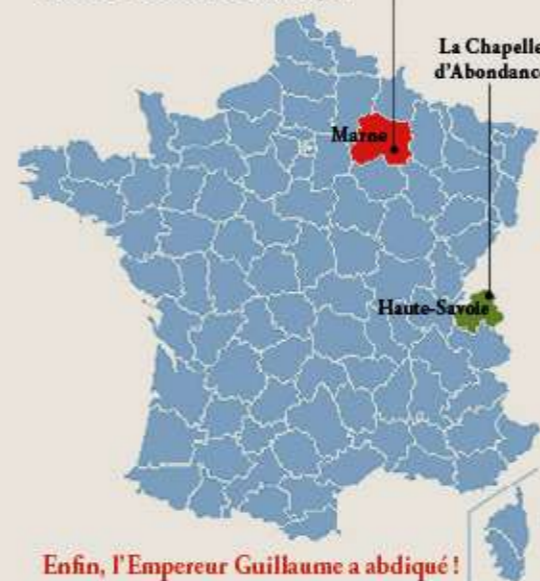 La Chapelle
d'Abondance
Marne
Haute-Savoie
Enfin, l'Empereur Guillaume a abdiqué !